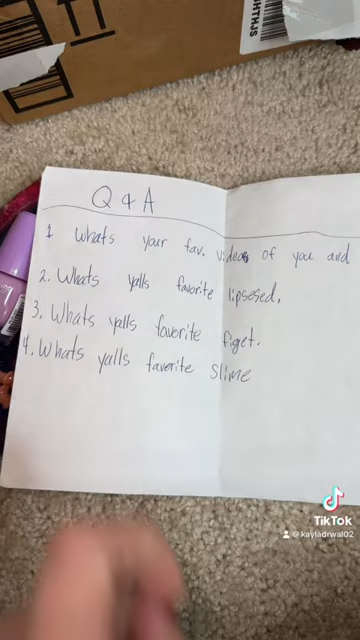 Q & A
1 Whats your fav. videos of you and
2. Whats yalls favorite lipsesed.
3. Whats yalls favorite figet.
4. Whats yalls favorite slime
TikTok
@kayladrwal02